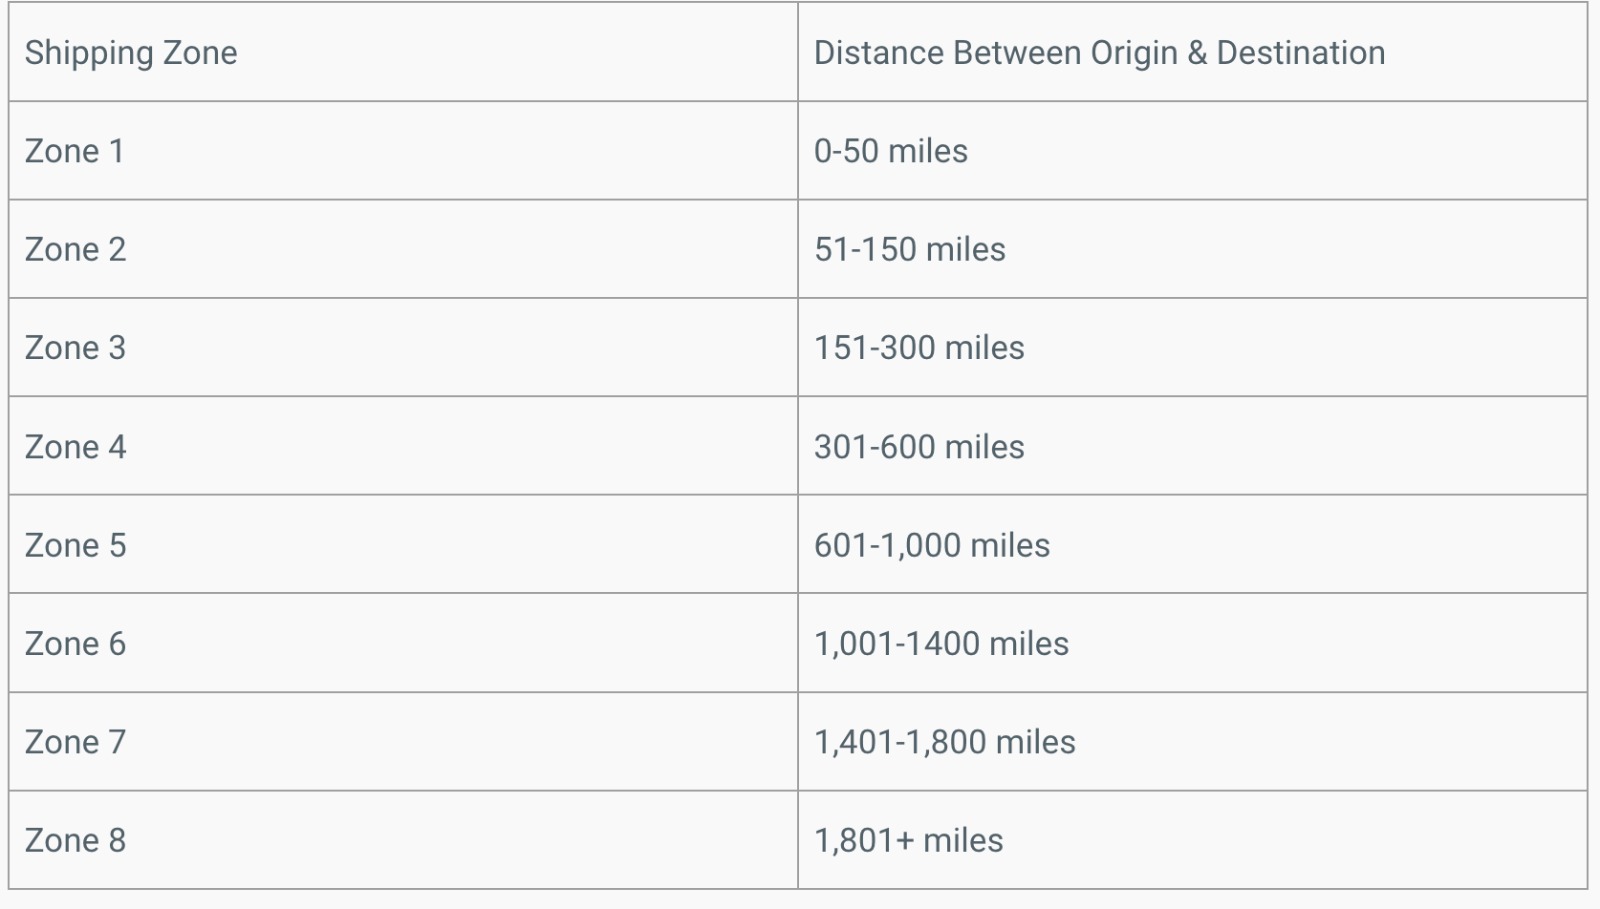 Shipping Zone
Distance Between Origin & Destination
Zone 1
0-50 miles
Zone 2
51-150 miles
Zone 3
151-300 miles
Zone 4
301-600 miles
Zone 5
601-1,000 miles
Zone 6
1,001-1400 miles
Zone 7
1,401-1,800 miles
Zone 8
1,801+ miles